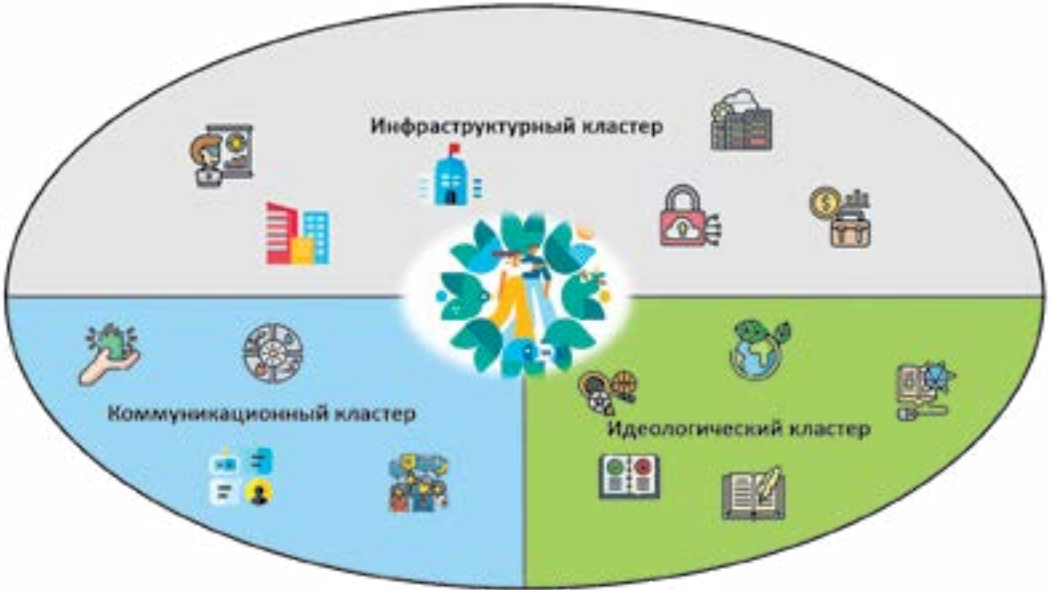 Инфраструктурный кластер
Коммуникационный кластер
Идеологический кластер